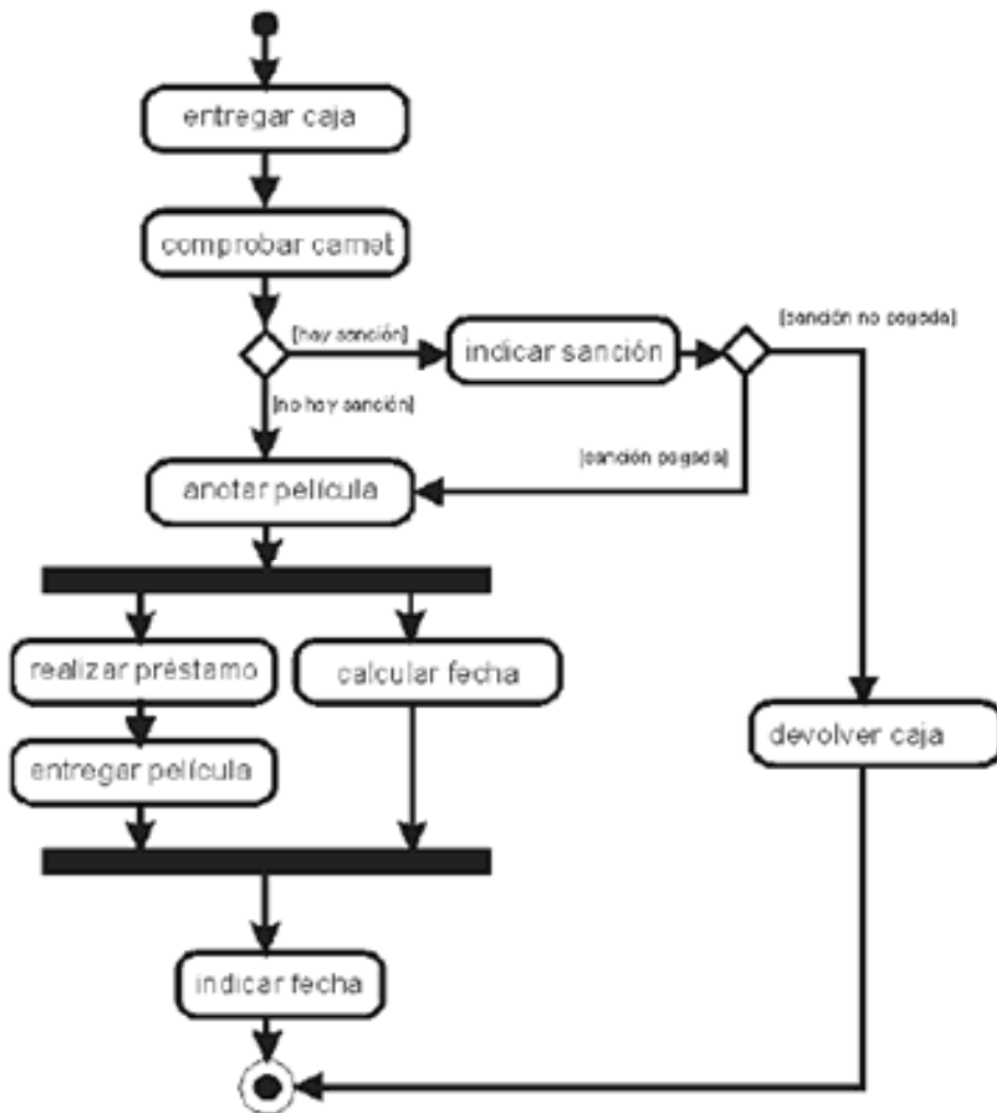 entregar caja
comprobar carnet
[hay sanción]
indicar sanción
[sanción no pagada]
[no hay sanción]
[sanción pagada]
anotar película
realizar préstamo
calcular fecha
entregar película
devolver caja
indicar fecha